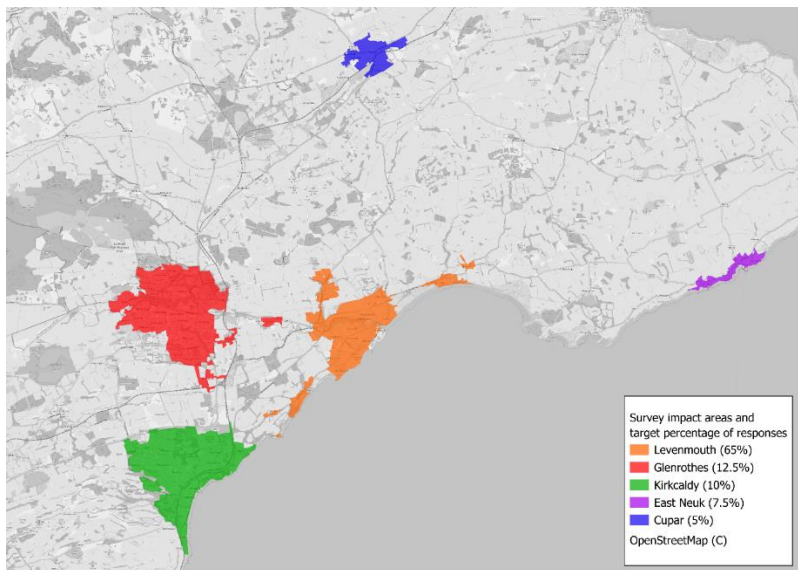 Survey impact areas and
target percentage of responses
Levenmouth (65%)
Glenrothes (12.5%)
Kirkcaldy (10%)
East Neuk (7.5%)
Cupar (5%)
OpenStreetMap (C)